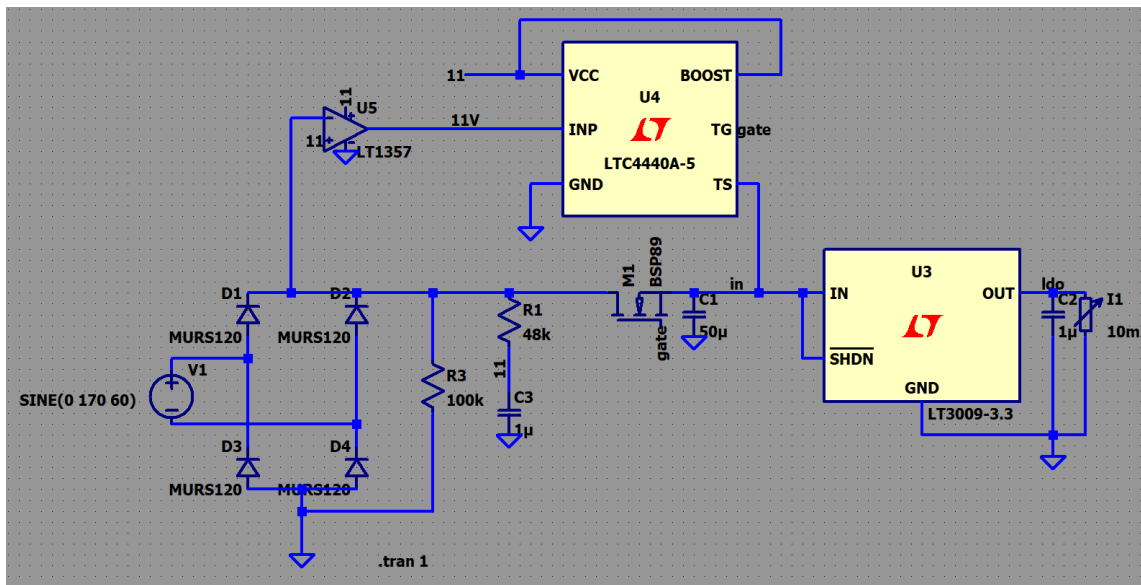 11
VCC
BOOST
U4
11
U5
11V
INP
TG
gate
11
LT1357
LTC4440A-5
GND
TS
M1
BSP89
U3
D1
D2
in
IN
OUT
ldo
C1
C2
I1
R1
MURS120
MURS120
48k
50µ
1µ
10m
gate
SHDN
V1
11
R3
GND
SINE(0 170 60)
100k
C3
LT3009-3.3
1µ
D3
D4
MURS120
MURS120
.tran 1